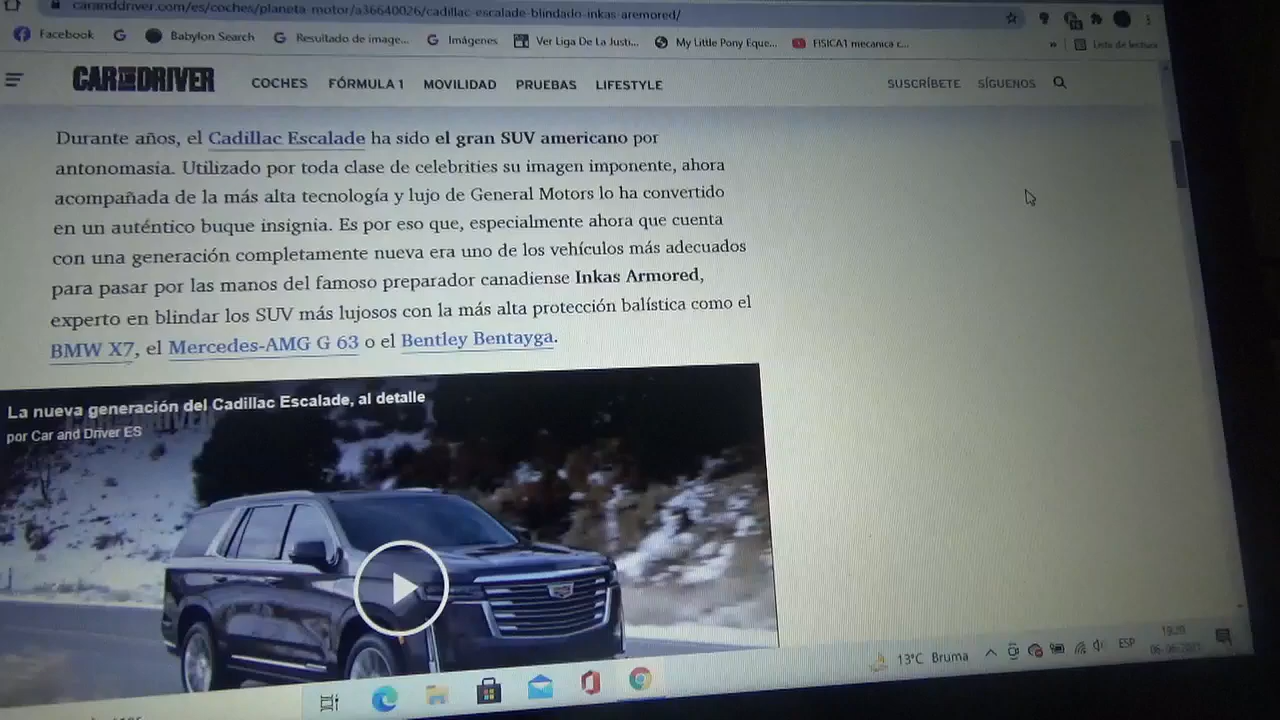 caranddriver.com/es/coches/planeta-motor/a36640026/cadillac-escalade-blindado-inkas-aremored/
Facebook Babylon Search Resultado de image... Imágenes Ver Liga De La Justi... My Little Pony Eque... FISICA1 mecanica c... » Lista de lectura
CAR AND DRIVER COCHES FÓRMULA 1 MOVILIDAD PRUEBAS LIFESTYLE SUSCRÍBETE SÍGUENOS
Durante años, el Cadillac Escalade ha sido el gran SUV americano por
antonomasia. Utilizado por toda clase de celebrities su imagen imponente, ahora
acompañada de la más alta tecnología y lujo de General Motors lo ha convertido
en un auténtico buque insignia. Es por eso que, especialmente ahora que cuenta
con una generación completamente nueva era uno de los vehículos más adecuados
para pasar por las manos del famoso preparador canadiense Inkas Armored,
experto en blindar los SUV más lujosos con la más alta protección balística como el
BMW X7, el Mercedes-AMG G 63 o el Bentley Bentayga.
La nueva generación del Cadillac Escalade, al detalle
por Car and Driver ES
13°C Bruma ESP